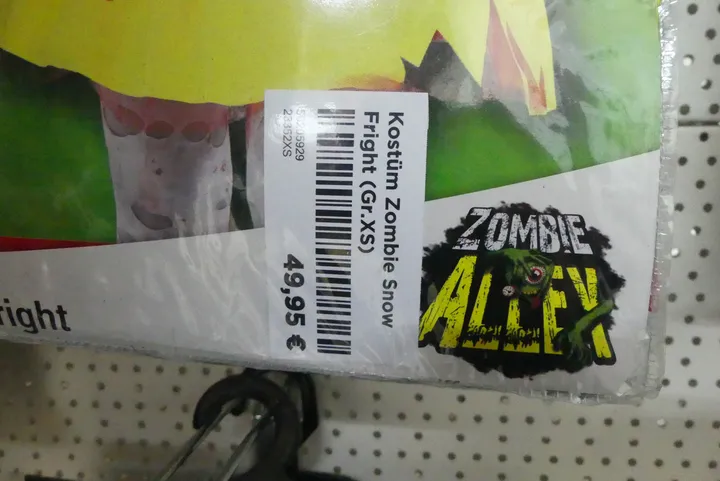 Kostüm Zombie Snow
Fright (Gr.XS)
23352XS
49,95 €
ZOMBIE
ALLEY
right